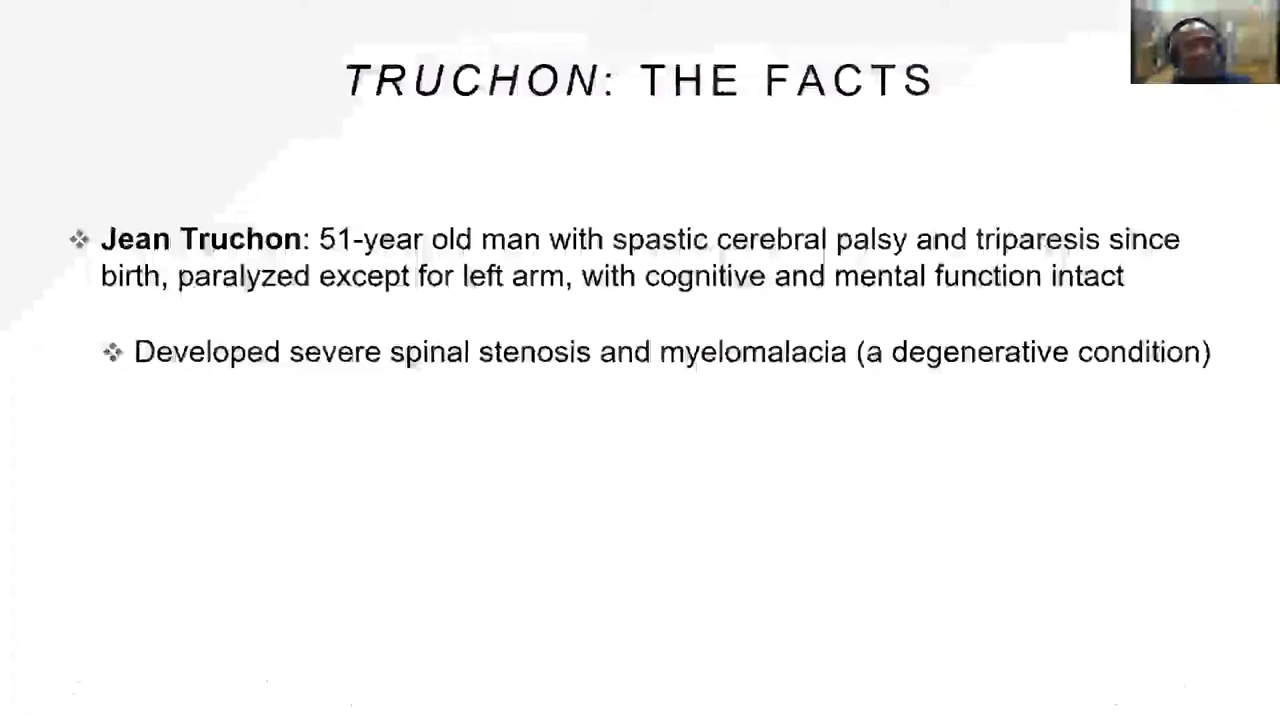 TRUCHON: THE FACTS
Jean Truchon: 51-year old man with spastic cerebral palsy and triparesis since
birth, paralyzed except for left arm, with cognitive and mental function intact
Developed severe spinal stenosis and myelomalacia (a degenerative condition)